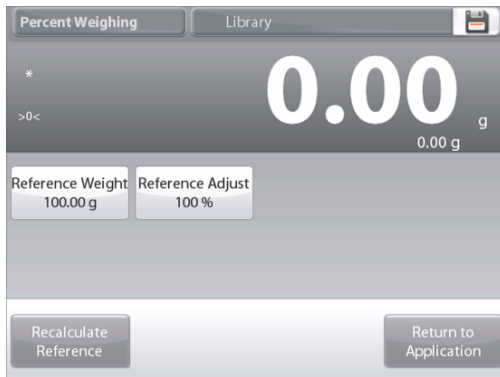 Percent Weighing
Library
*
0.00
>0<
g
0.00 g
Reference Weight
100.00 g
Reference Adjust
100 %
Recalculate
Reference
Return to
Application